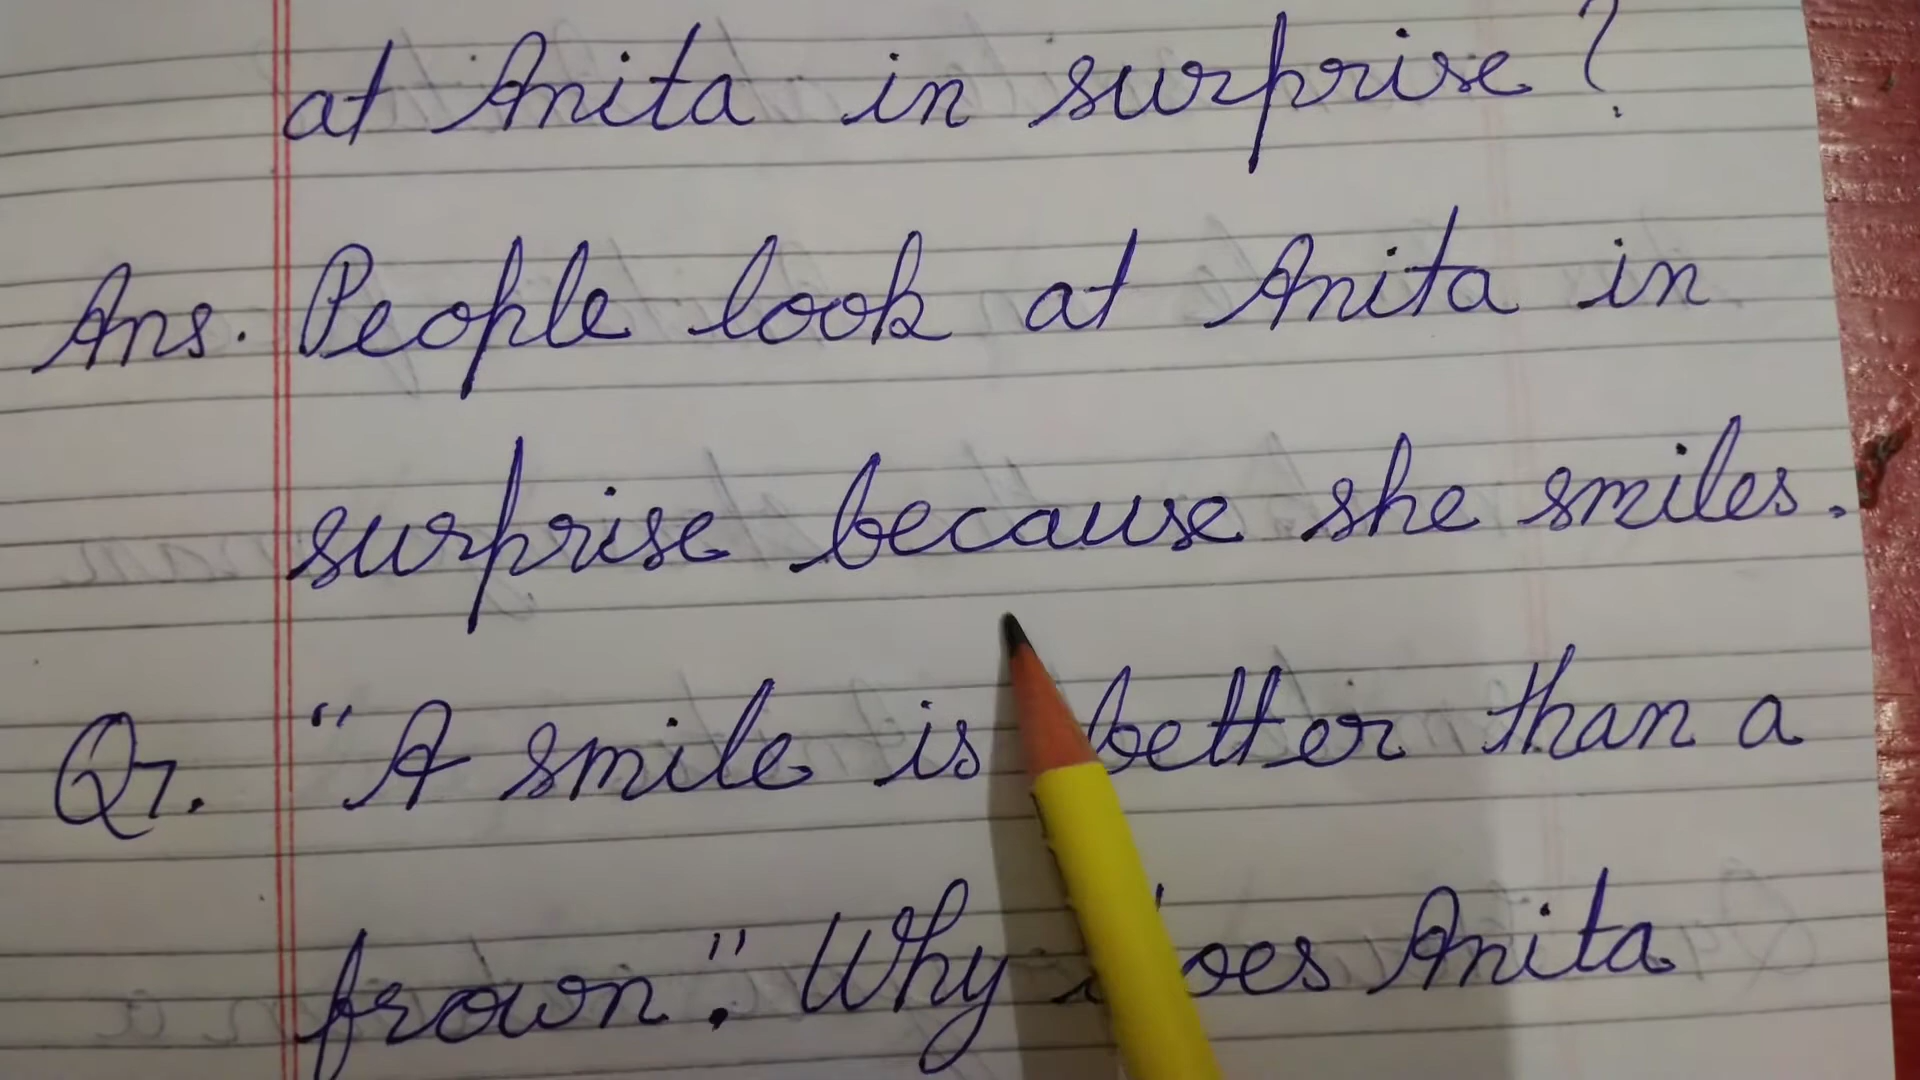 at Anita in surprise?
Ans. People look at Anita in
surprise because she smiles.
Q7. "A smile is better than a
frown". Why does Anita